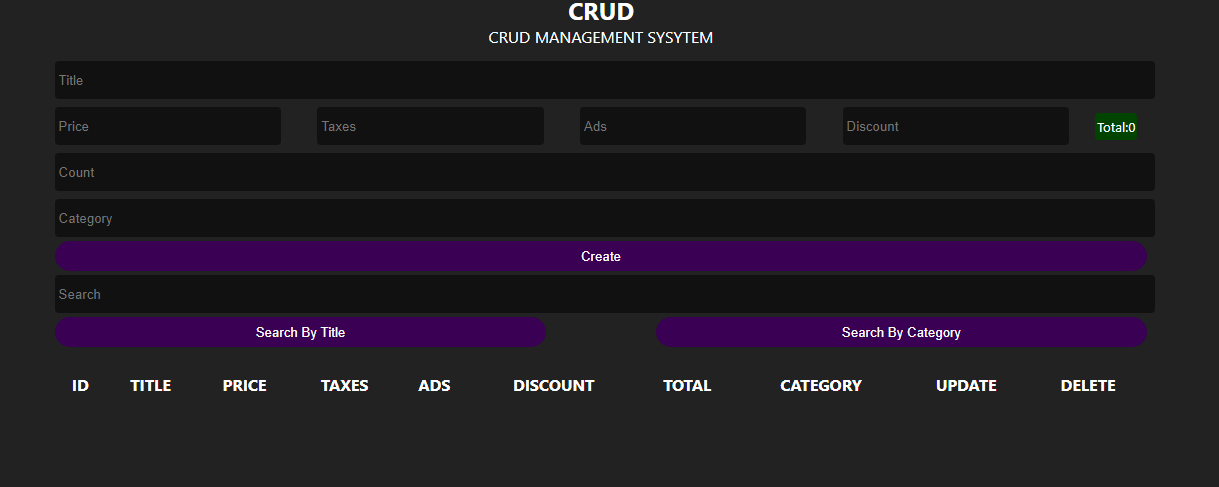 CRUD
CRUD MANAGEMENT SYSYTEM
Title
Price Taxes Ads Discount Total:0
Count
Category
Create
Search
Search By Title Search By Category
ID TITLE PRICE TAXES ADS DISCOUNT TOTAL CATEGORY UPDATE DELETE